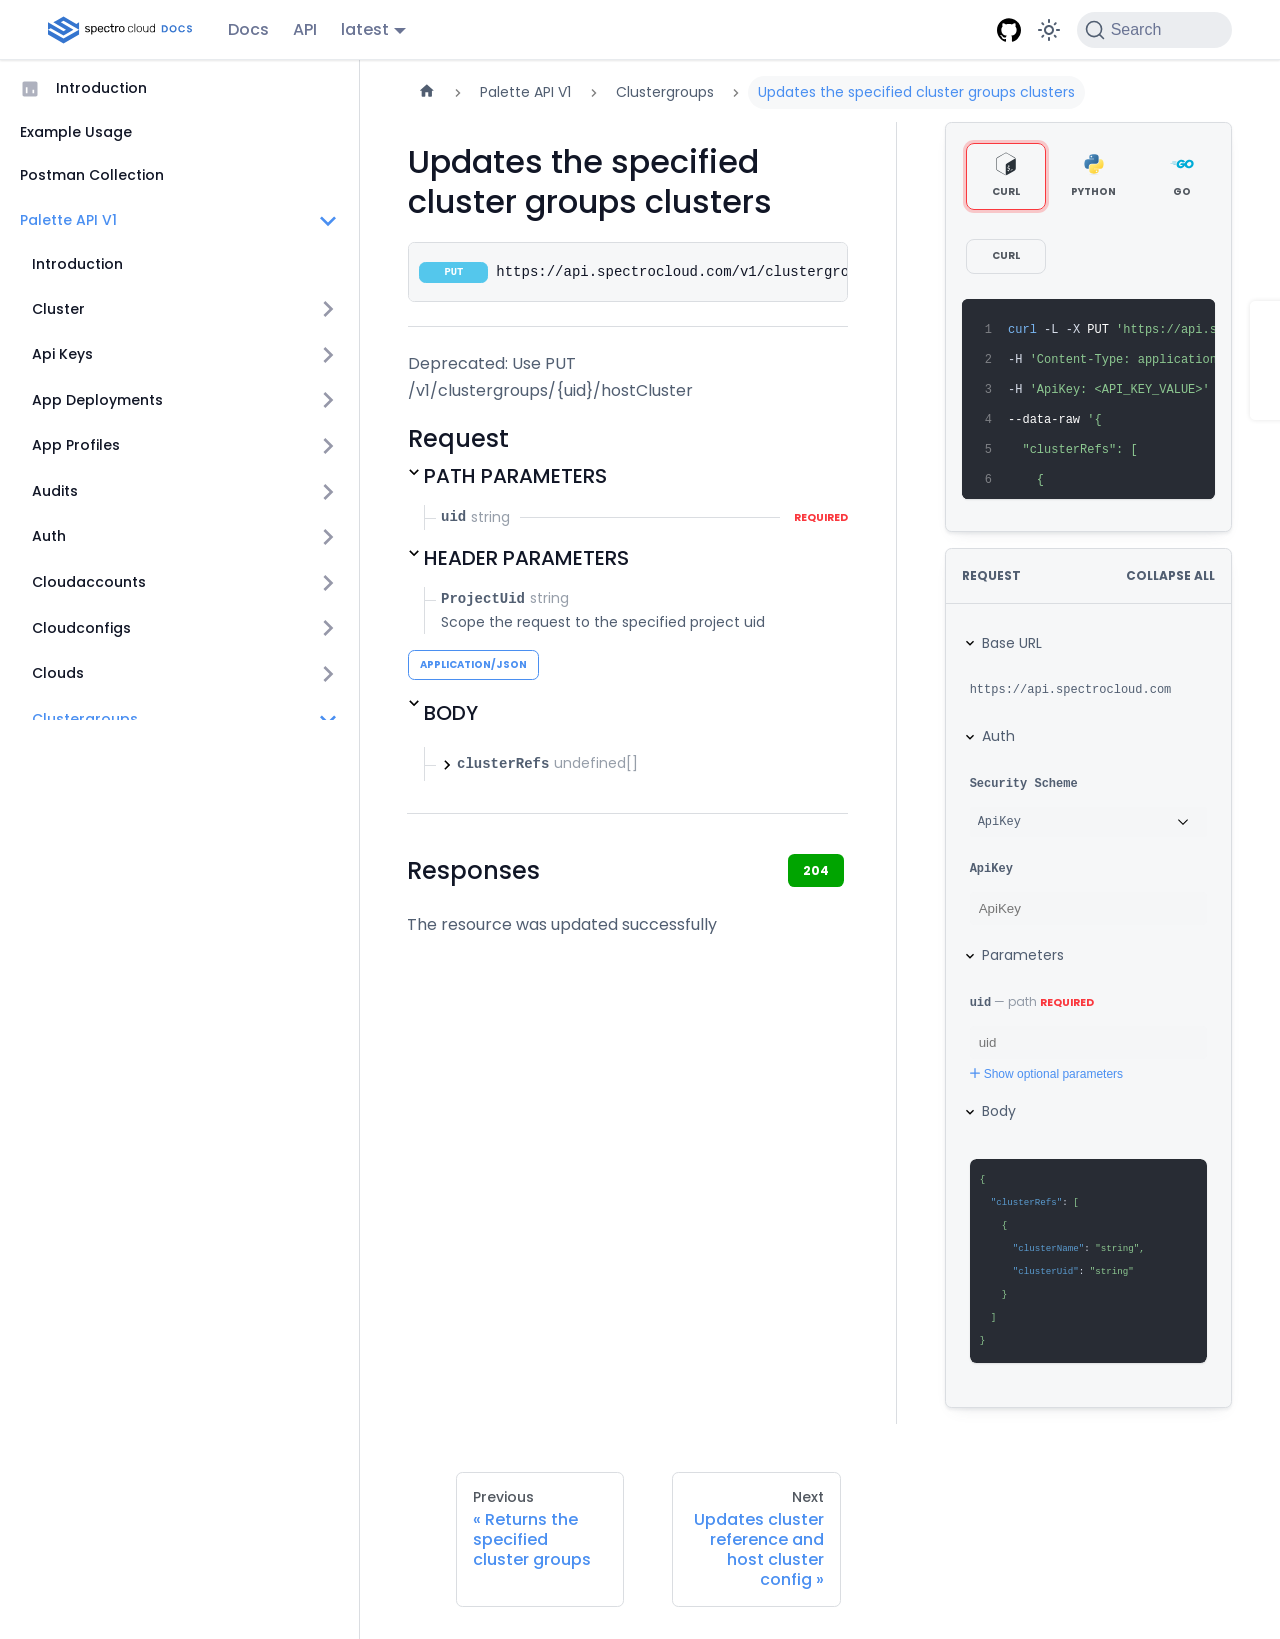 spectro cloud DOCS
Docs
API
latest
Search
Introduction
Example Usage
Postman Collection
Palette API V1
Introduction
Cluster
Api Keys
App Deployments
App Profiles
Audits
Auth
Cloudaccounts
Cloudconfigs
Clouds
Clustergroups
Palette API V1
Clustergroups
Updates the specified cluster groups clusters
Updates the specified
cluster groups clusters
PUT https://api.spectrocloud.com/v1/clustergro
Deprecated: Use PUT
/v1/clustergroups/{uid}/hostCluster
Request
PATH PARAMETERS
uid string REQUIRED
HEADER PARAMETERS
ProjectUid string
Scope the request to the specified project uid
APPLICATION/JSON
BODY
clusterRefs undefined[]
Responses
204
The resource was updated successfully
CURL
PYTHON
GO
CURL
1 curl -L -X PUT 'https://api.s
2 -H 'Content-Type: application
3 -H 'ApiKey: <API_KEY_VALUE>'
4 --data-raw '{
5 "clusterRefs": [
6 {
REQUEST
COLLAPSE ALL
Base URL
https://api.spectrocloud.com
Auth
Security Scheme
ApiKey
ApiKey
ApiKey
Parameters
uid — path REQUIRED
uid
Show optional parameters
Body
{
"clusterRefs": [
{
"clusterName": "string",
"clusterUid": "string"
}
]
}
Previous
« Returns the
specified
cluster groups
Next
Updates cluster
reference and
host cluster
config »